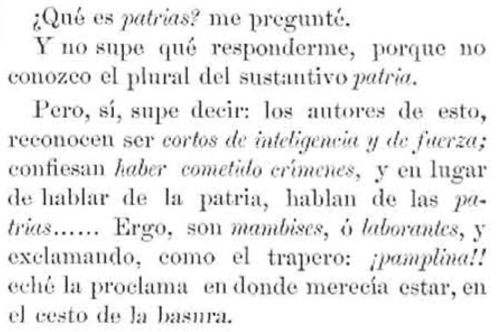 ¿Qué es patrias? me pregunté.
Y no supe qué responderme, porque no
conozco el plural del sustantivo patria.
Pero, sí, supe decir: los autores de esto,
reconocen ser cortos de inteligencia y de fuerza;
confiesan haber cometido crímenes, y en lugar
de hablar de la patria, hablan de las pa-
trias...... Ergo, son mambises, ó laborantes, y
exclamando, como el trapero: ¡pamplina!!
eché la proclama en donde merecía estar, en
el cesto de la basura.